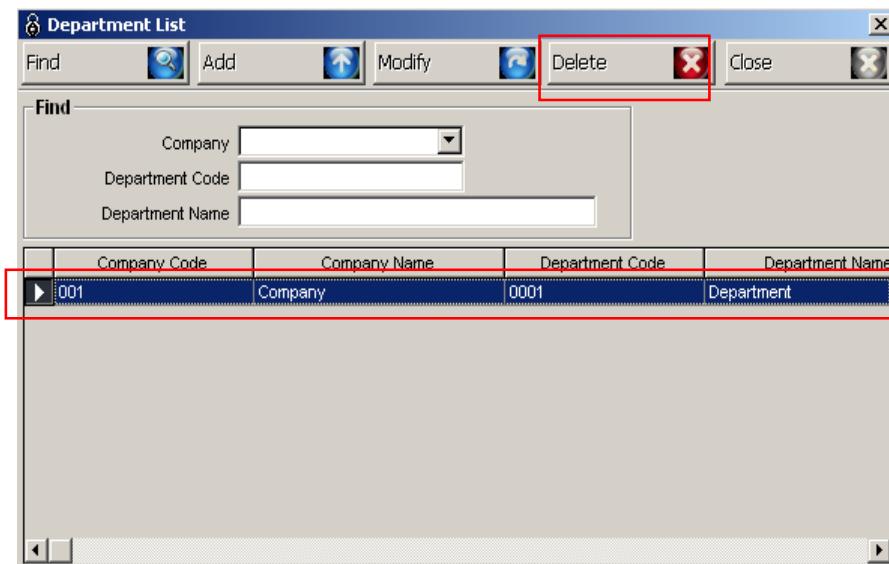 Department List
Find Add Modify Delete Close
Find
Company
Department Code
Department Name
Company Code Company Name Department Code Department Name
001 Company 0001 Department